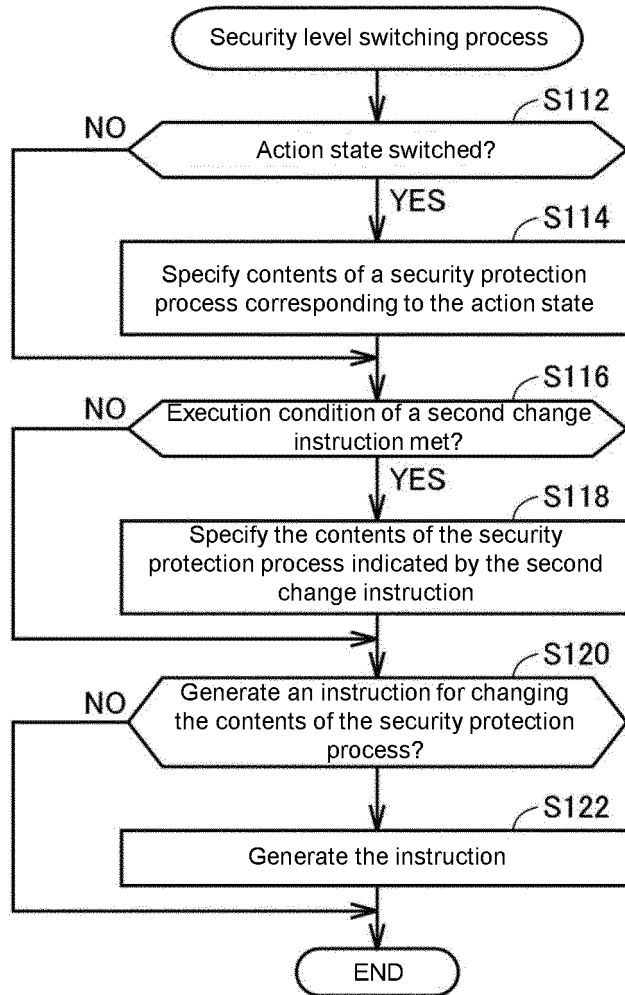 Security level switching process
S112
NO
Action state switched?
YES
S114
Specify contents of a security protection
process corresponding to the action state
S116
NO
Execution condition of a second change
instruction met?
YES
S118
Specify the contents of the security
protection process indicated by the second
change instruction
S120
NO
Generate an instruction for changing
the contents of the security protection
process?
S122
Generate the instruction
END